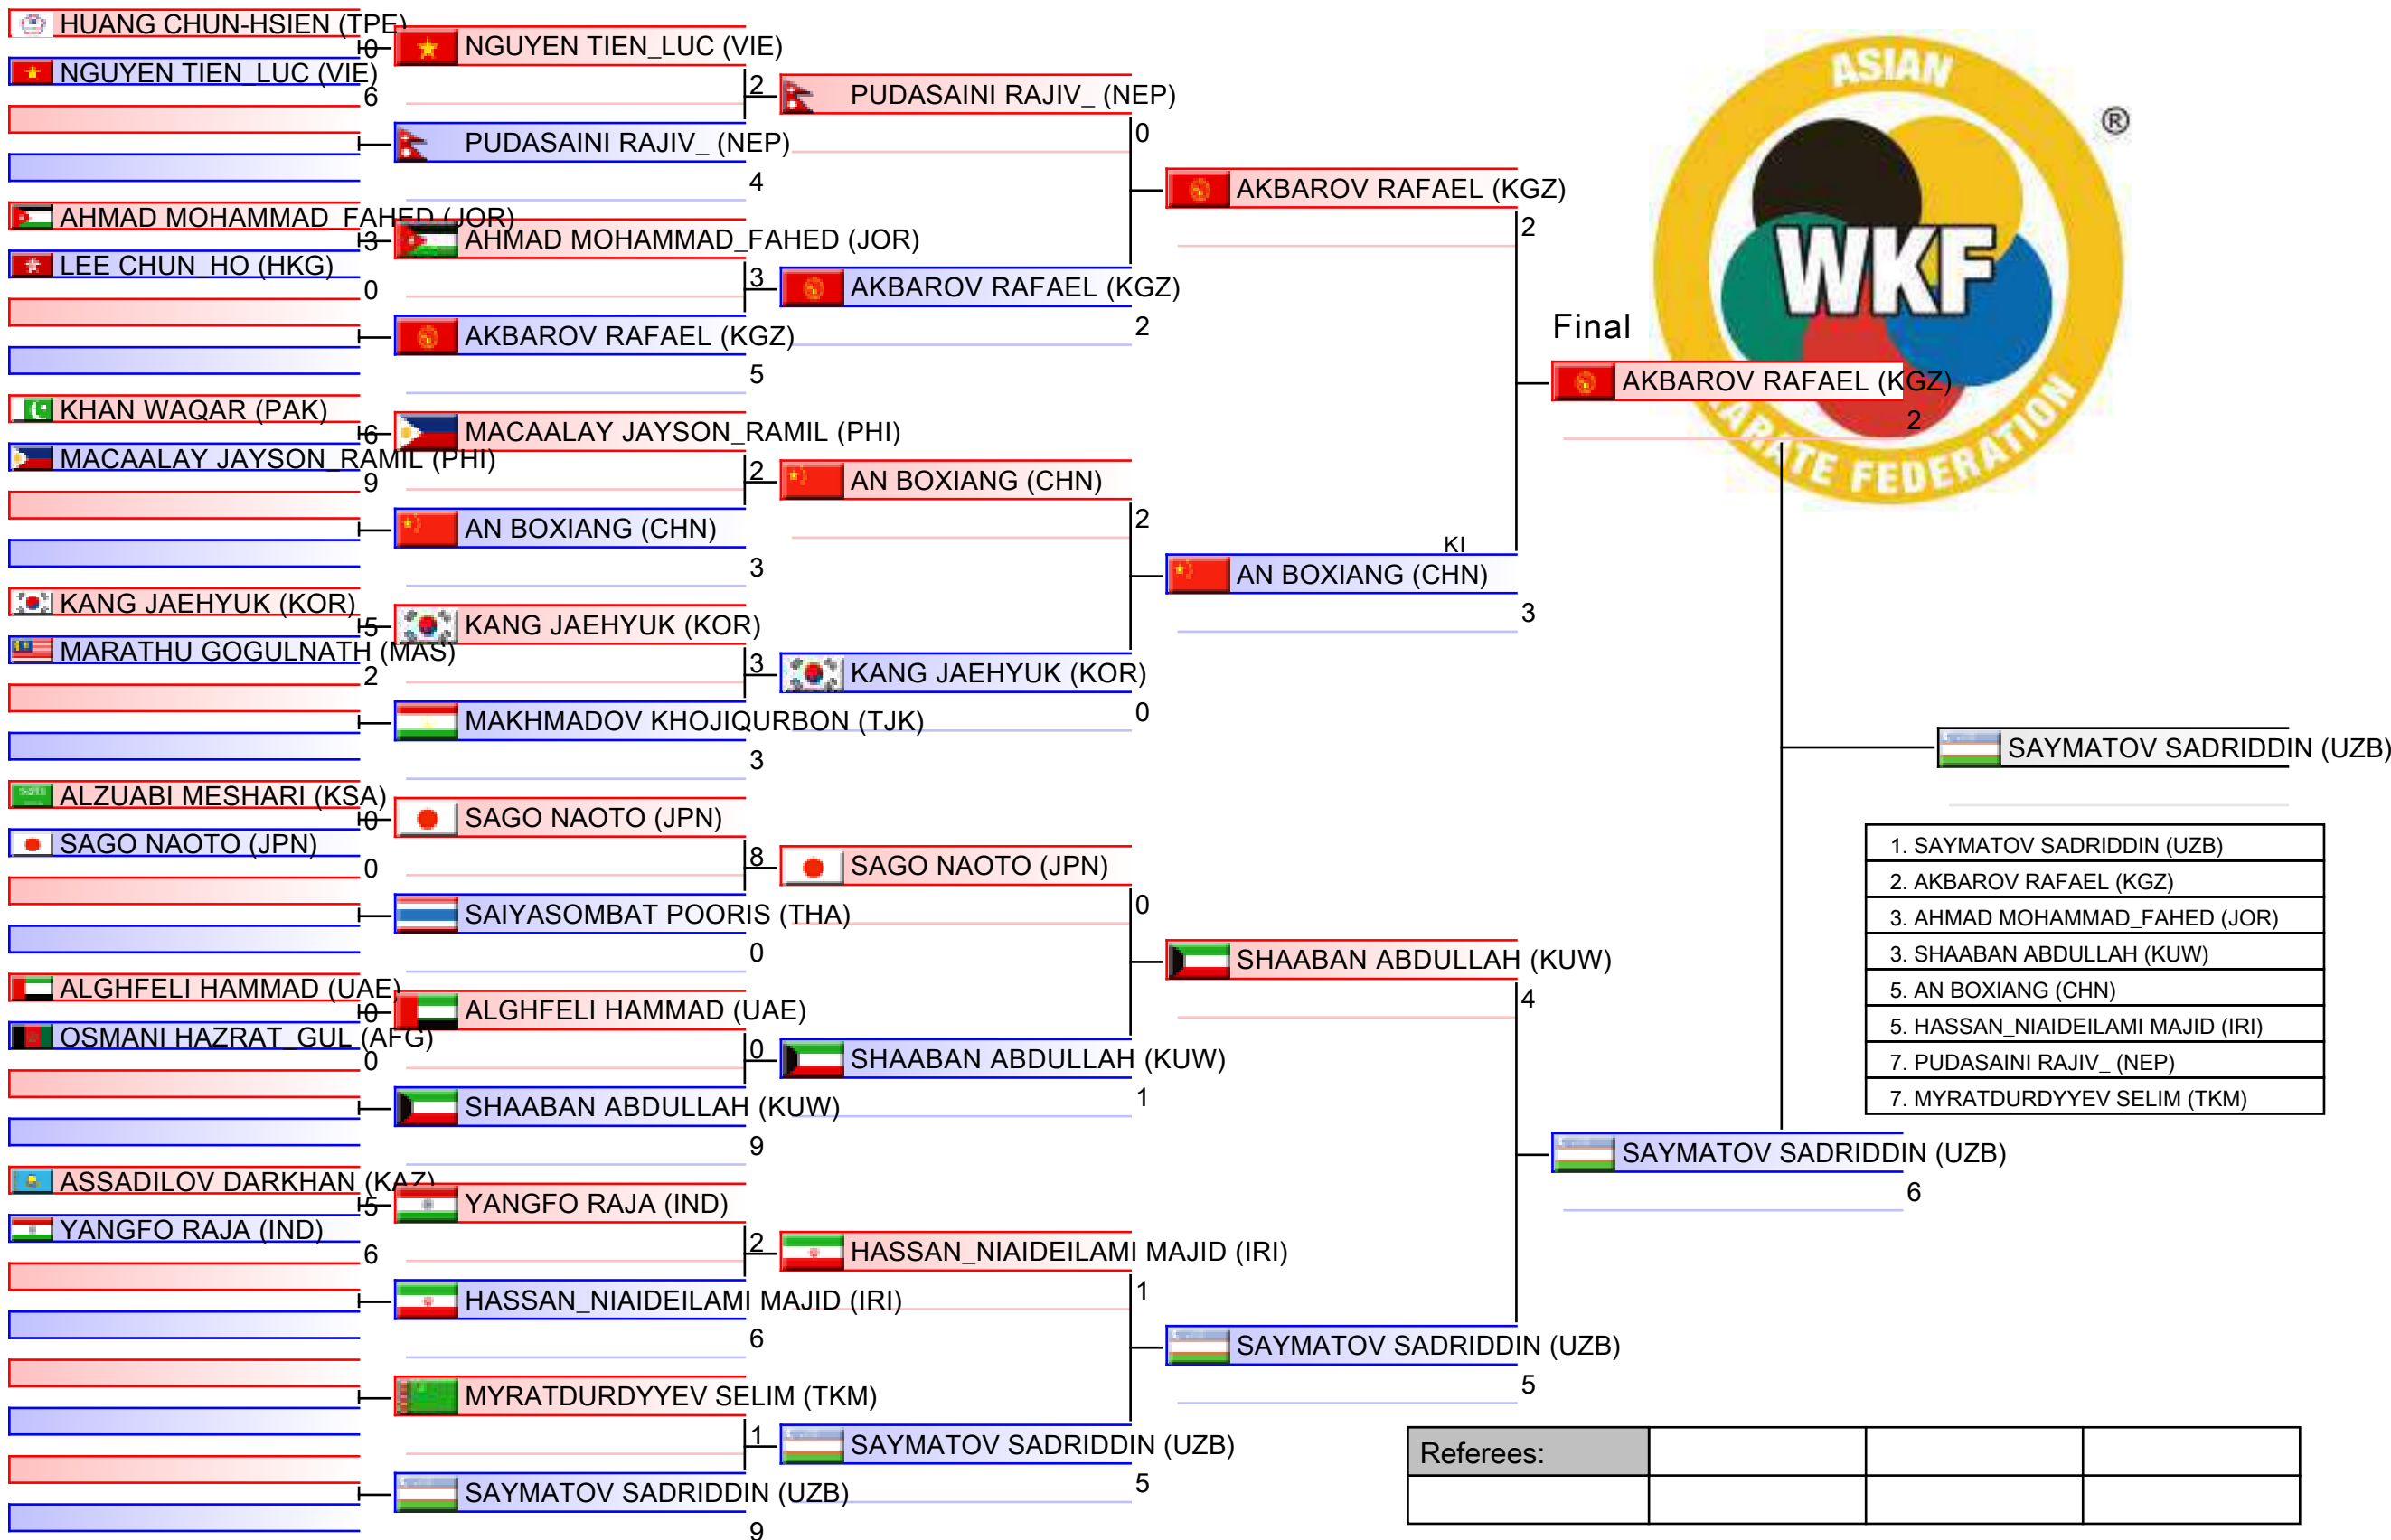 HUANG CHUN-HSIEN (TPE)
0
NGUYEN TIEN_LUC (VIE)
6
AHMAD MOHAMMAD_FAHED (JOR)
3
LEE CHUN_HO (HKG)
0
KHAN WAQAR (PAK)
6
MACAALAY JAYSON_RAMIL (PHI)
9
KANG JAEHYUK (KOR)
5
MARATHU GOGULNATH (MAS)
2
ALZUABI MESHARI (KSA)
0
SAGO NAOTO (JPN)
0
ALGHFELI HAMMAD (UAE)
0
OSMANI HAZRAT_GUL (AFG)
0
ASSADILOV DARKHAN (KAZ)
5
YANGFO RAJA (IND)
6
NGUYEN TIEN_LUC (VIE)
2
PUDASAINI RAJIV_ (NEP)
4
AHMAD MOHAMMAD_FAHED (JOR)
3
AKBAROV RAFAEL (KGZ)
5
MACAALAY JAYSON_RAMIL (PHI)
2
AN BOXIANG (CHN)
3
KANG JAEHYUK (KOR)
3
MAKHMADOV KHOJIQURBON (TJK)
3
SAGO NAOTO (JPN)
8
SAIYASOMBAT POORIS (THA)
0
ALGHFELI HAMMAD (UAE)
0
SHAABAN ABDULLAH (KUW)
9
YANGFO RAJA (IND)
2
HASSAN_NIAIDEILAMI MAJID (IRI)
6
MYRATDURDYYEV SELIM (TKM)
1
SAYMATOV SADRIDDIN (UZB)
9
PUDASAINI RAJIV_ (NEP)
0
AKBAROV RAFAEL (KGZ)
2
AN BOXIANG (CHN)
2
KANG JAEHYUK (KOR)
0
SAGO NAOTO (JPN)
0
SHAABAN ABDULLAH (KUW)
1
HASSAN_NIAIDEILAMI MAJID (IRI)
1
SAYMATOV SADRIDDIN (UZB)
5
AKBAROV RAFAEL (KGZ)
2
KI
AN BOXIANG (CHN)
3
SHAABAN ABDULLAH (KUW)
4
SAYMATOV SADRIDDIN (UZB)
5
ASIAN
®
WKF
KARATE FEDERATION
Final
AKBAROV RAFAEL (KGZ)
2
SAYMATOV SADRIDDIN (UZB)
6
SAYMATOV SADRIDDIN (UZB)
1. SAYMATOV SADRIDDIN (UZB)
2. AKBAROV RAFAEL (KGZ)
3. AHMAD MOHAMMAD_FAHED (JOR)
3. SHAABAN ABDULLAH (KUW)
5. AN BOXIANG (CHN)
5. HASSAN_NIAIDEILAMI MAJID (IRI)
7. PUDASAINI RAJIV_ (NEP)
7. MYRATDURDYYEV SELIM (TKM)
Referees: